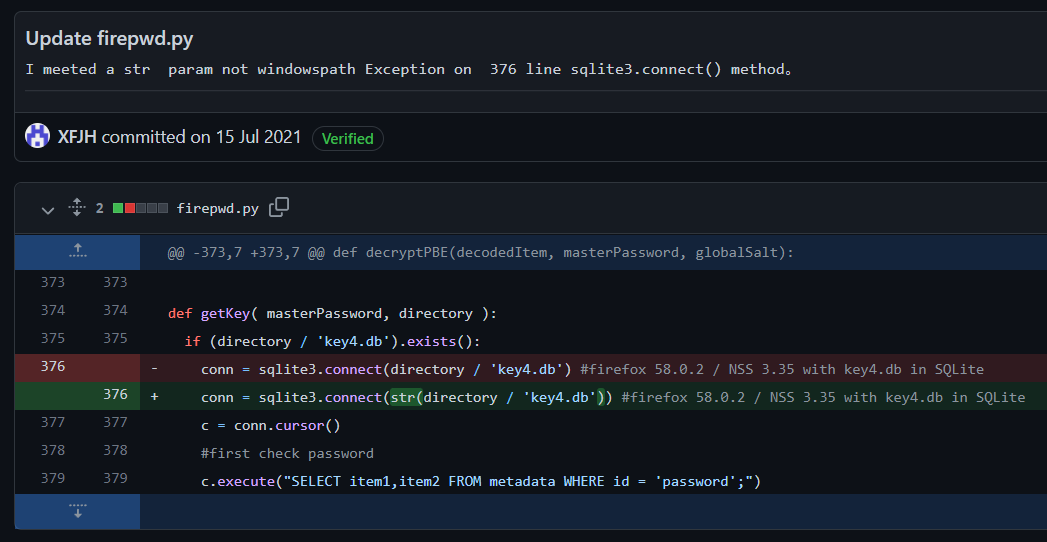 Update firepwd.py
I meeted a str  param not windowspath Exception on  376 line sqlite3.connect() method。
XFJH committed on 15 Jul 2021 Verified
2 firepwd.py
@@ -373,7 +373,7 @@ def decryptPBE(decodedItem, masterPassword, globalSalt):
373 373
374 374 def getKey( masterPassword, directory ):
375 375 if (directory / 'key4.db').exists():
376 - conn = sqlite3.connect(directory / 'key4.db') #firefox 58.0.2 / NSS 3.35 with key4.db in SQLite
376 + conn = sqlite3.connect(str(directory / 'key4.db')) #firefox 58.0.2 / NSS 3.35 with key4.db in SQLite
377 377 c = conn.cursor()
378 378 #first check password
379 379 c.execute("SELECT item1,item2 FROM metadata WHERE id = 'password';")